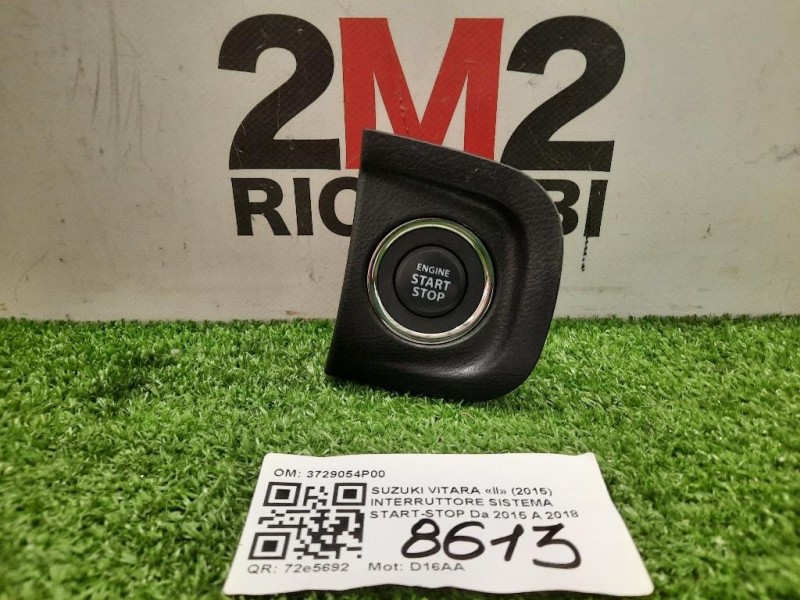 2M2
RIC BI
ENGINE
START
STOP
OM: 3729054P00
SUZUKI VITARA «II» (2015)
INTERRUTTORE SISTEMA
START-STOP Da 2015 A 2018
8613
QR: 72e5692 Mot: D16AA